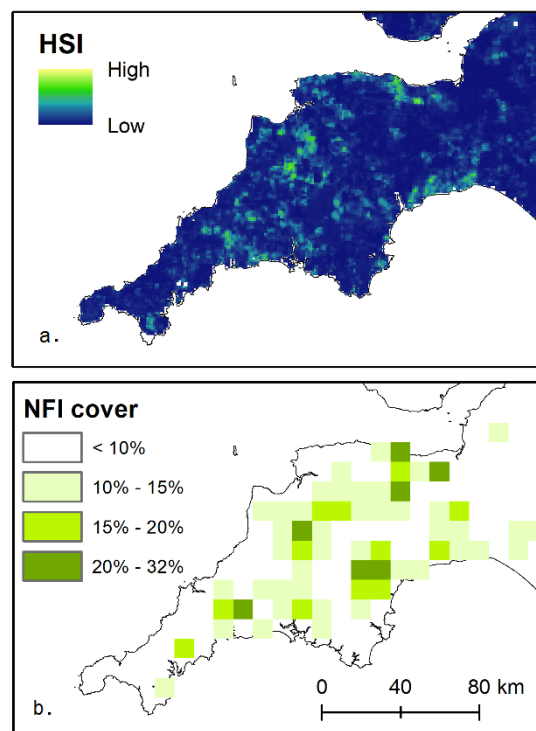 HSI
High
Low
a.
NFI cover
< 10%
10% - 15%
15% - 20%
20% - 32%
0 40 80 km
b.